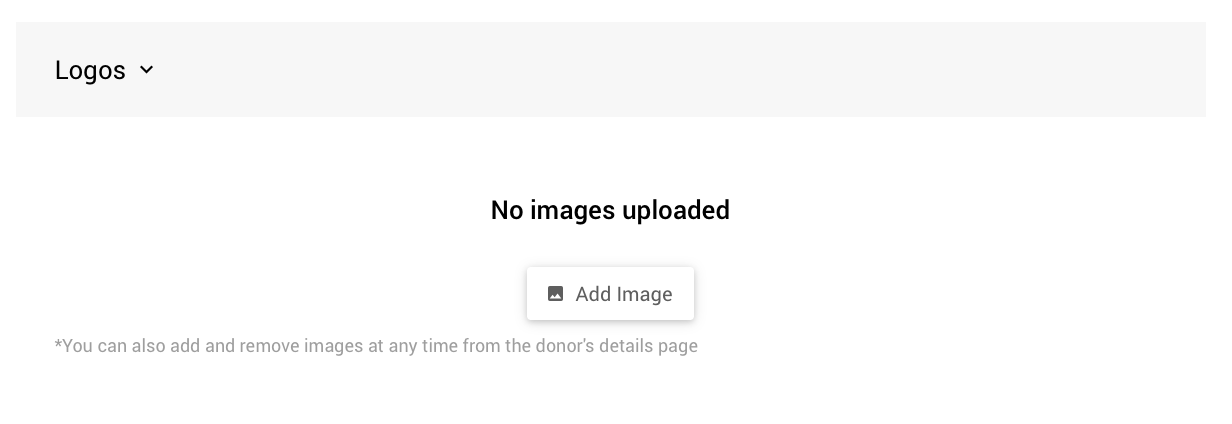 Logos
No images uploaded
Add Image
*You can also add and remove images at any time from the donor's details page